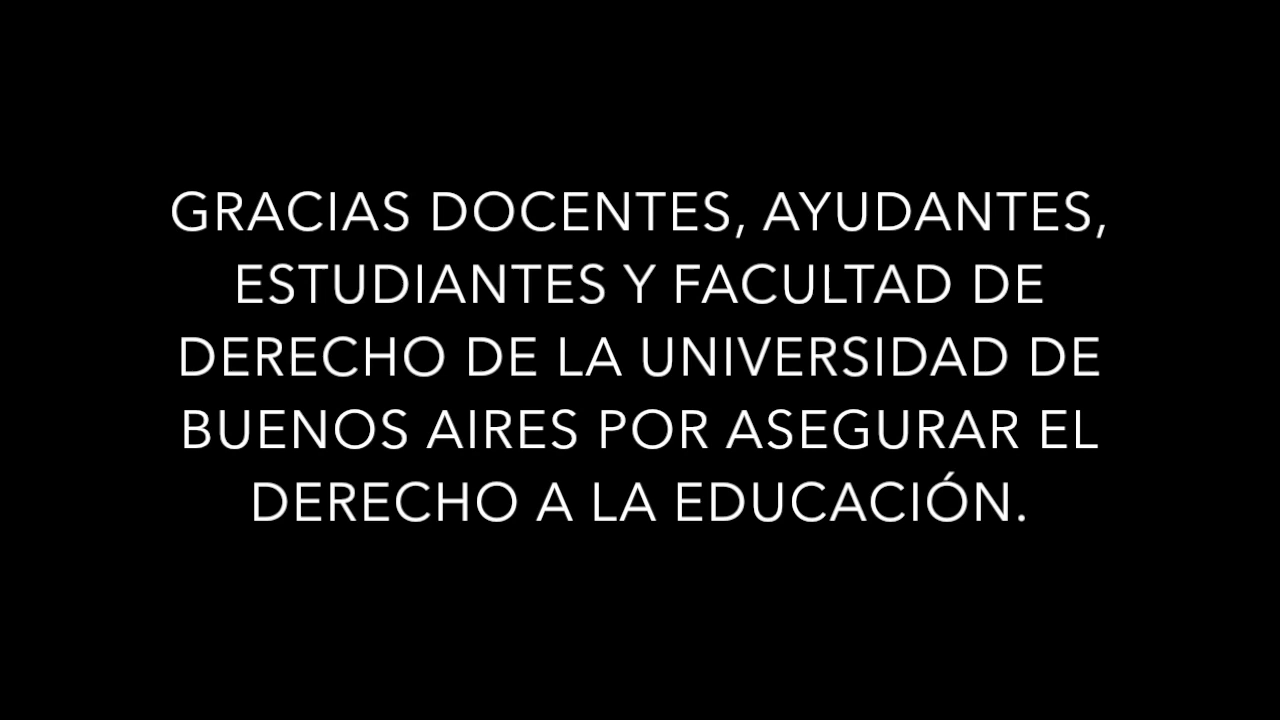 GRACIAS DOCENTES, AYUDANTES,
ESTUDIANTES Y FACULTAD DE
DERECHO DE LA UNIVERSIDAD DE
BUENOS AIRES POR ASEGURAR EL
DERECHO A LA EDUCACIÓN.